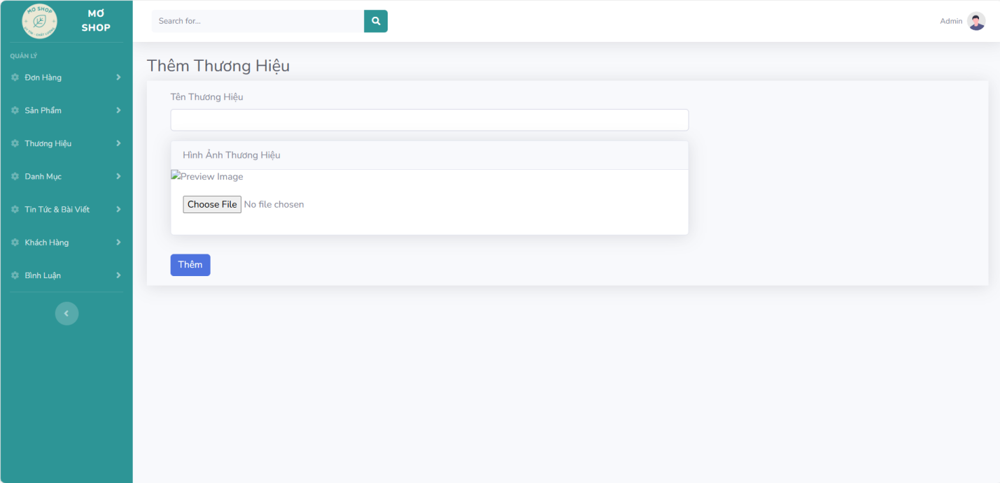 MƠ SHOP
MƠ
SHOP
Search for...
Admin
QUẢN LÝ
Đơn Hàng
Sản Phẩm
Thương Hiệu
Danh Mục
Tin Tức & Bài Viết
Khách Hàng
Bình Luận
Thêm Thương Hiệu
Tên Thương Hiệu
Hình Ảnh Thương Hiệu
Preview Image
Choose File No file chosen
Thêm